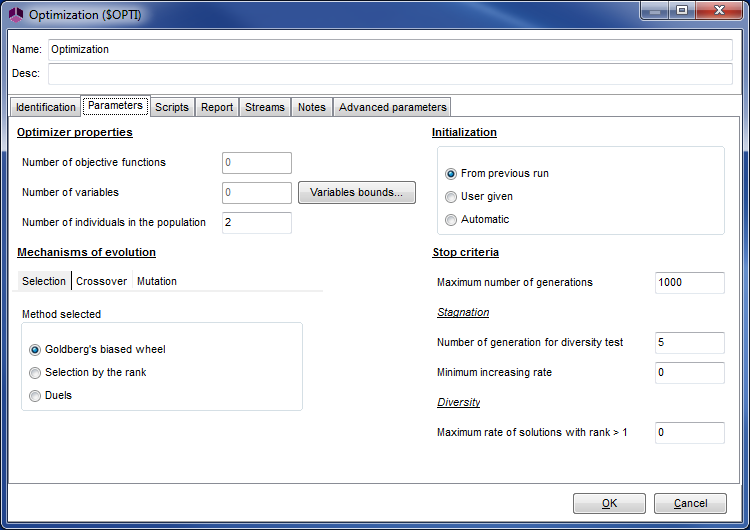 Optimization ($OPTI)
Name: Optimization
Desc:
Identification Parameters Scripts Report Streams Notes Advanced parameters
Optimizer properties
Number of objective functions 0
Number of variables 0 Variables bounds...
Number of individuals in the population 2
Mechanisms of evolution
Selection Crossover Mutation
Method selected
Goldberg's biased wheel
Selection by the rank
Duels
Initialization
From previous run
User given
Automatic
Stop criteria
Maximum number of generations 1000
Stagnation
Number of generation for diversity test 5
Minimum increasing rate 0
Diversity
Maximum rate of solutions with rank > 1 0
OK Cancel